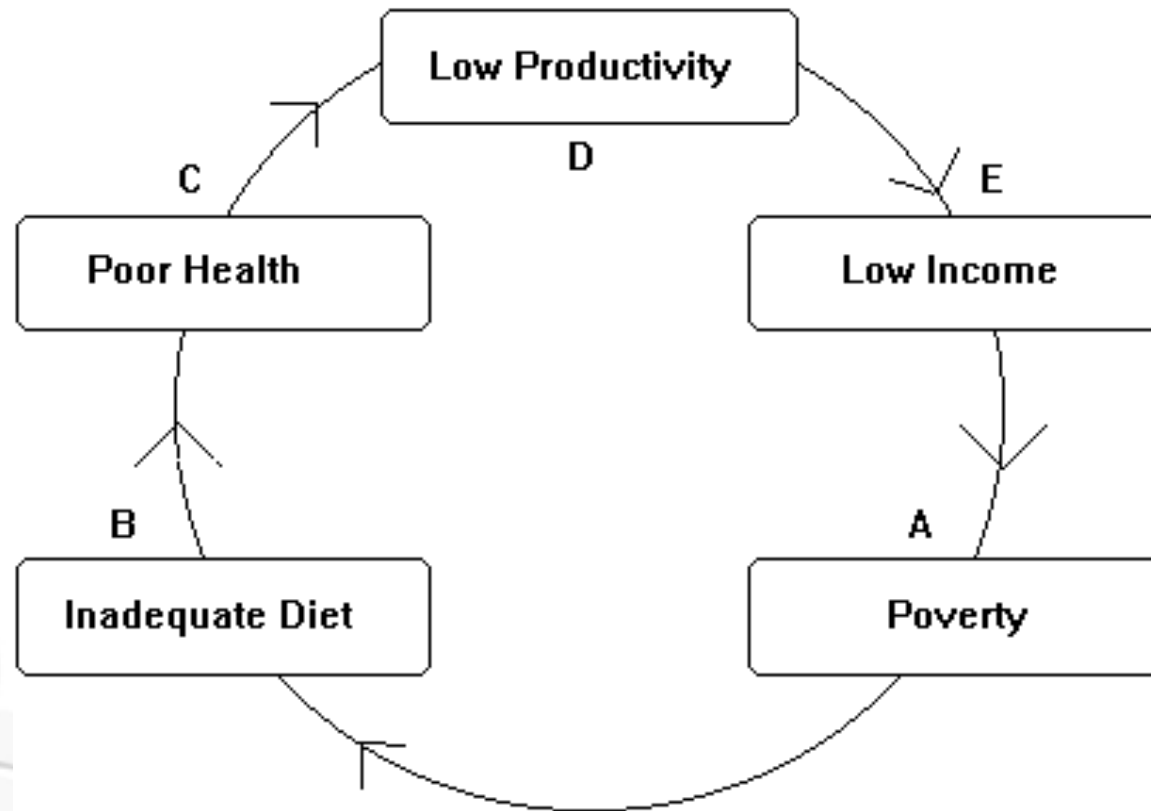 Low Productivity
D
C
E
Poor Health
Low Income
B
A
Inadequate Diet
Poverty